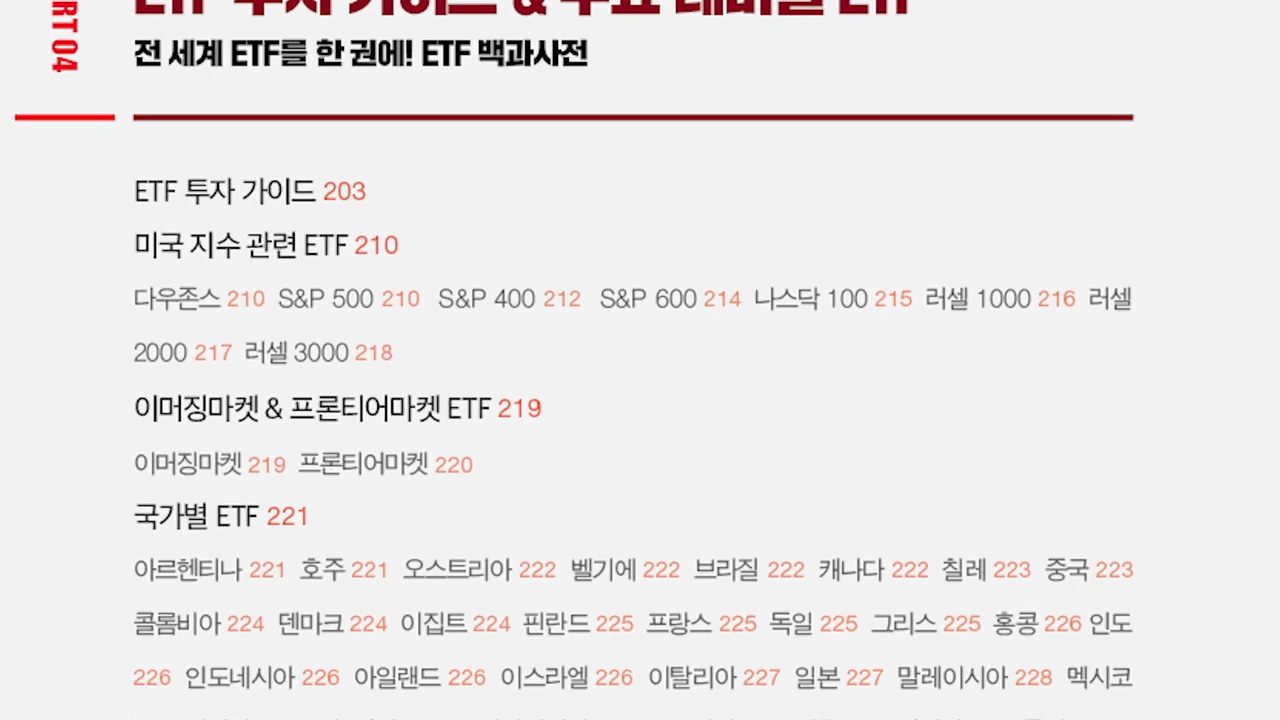 RT 04
전 세계 ETF를 한 권에! ETF 백과사전
ETF 투자 가이드 203
미국 지수 관련 ETF 210
다우존스 210 S&P 500 210 S&P 400 212 S&P 600 214 나스닥 100 215 러셀 1000 216 러셀
2000 217 러셀 3000 218
이머징마켓 & 프론티어마켓 ETF 219
이머징마켓 219 프론티어마켓 220
국가별 ETF 221
아르헨티나 221 호주 221 오스트리아 222 벨기에 222 브라질 222 캐나다 222 칠레 223 중국 223
콜롬비아 224 덴마크 224 이집트 224 핀란드 225 프랑스 225 독일 225 그리스 225 홍콩 226 인도
226 인도네시아 226 아일랜드 226 이스라엘 226 이탈리아 227 일본 227 말레이시아 228 멕시코